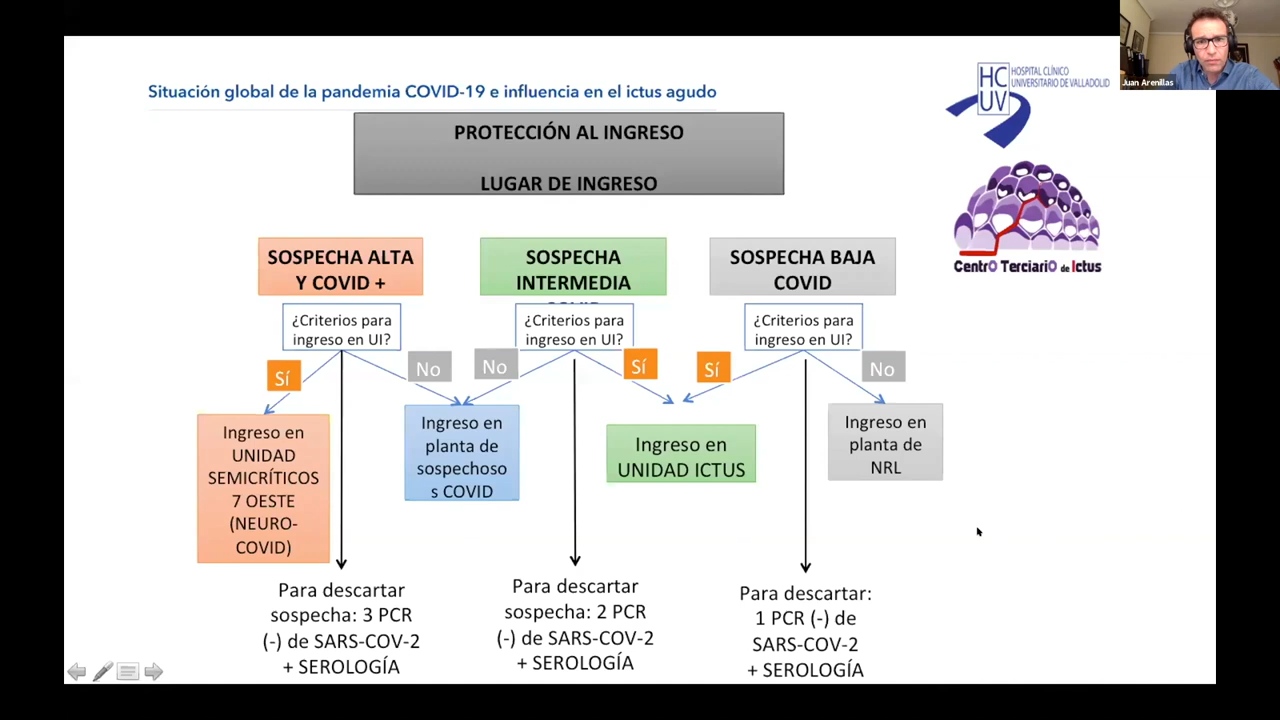 Juan Arenillas
HC
UV
HOSPITAL CLÍNICO
UNIVERSITARIO DE VALLADOLID
Situación global de la pandemia COVID-19 e influencia en el ictus agudo
PROTECCIÓN AL INGRESO
LUGAR DE INGRESO
CentrO TerciariO de Ictus
SOSPECHA ALTA
Y COVID +
SOSPECHA
INTERMEDIA
SOSPECHA BAJA
COVID
¿Criterios para
ingreso en UI?
¿Criterios para
ingreso en UI?
¿Criterios para
ingreso en UI?
Sí
No
No
Sí
Sí
No
Ingreso en
UNIDAD
SEMICRÍTICOS
7 OESTE
(NEURO-
COVID)
Ingreso en
planta de
sospechoso
s COVID
Ingreso en
UNIDAD ICTUS
Ingreso en
planta de
NRL
Para descartar
sospecha: 3 PCR
(-) de SARS-COV-2
+ SEROLOGÍA
Para descartar
sospecha: 2 PCR
(-) de SARS-COV-2
+ SEROLOGÍA
Para descartar:
1 PCR (-) de
SARS-COV-2
+ SEROLOGÍA